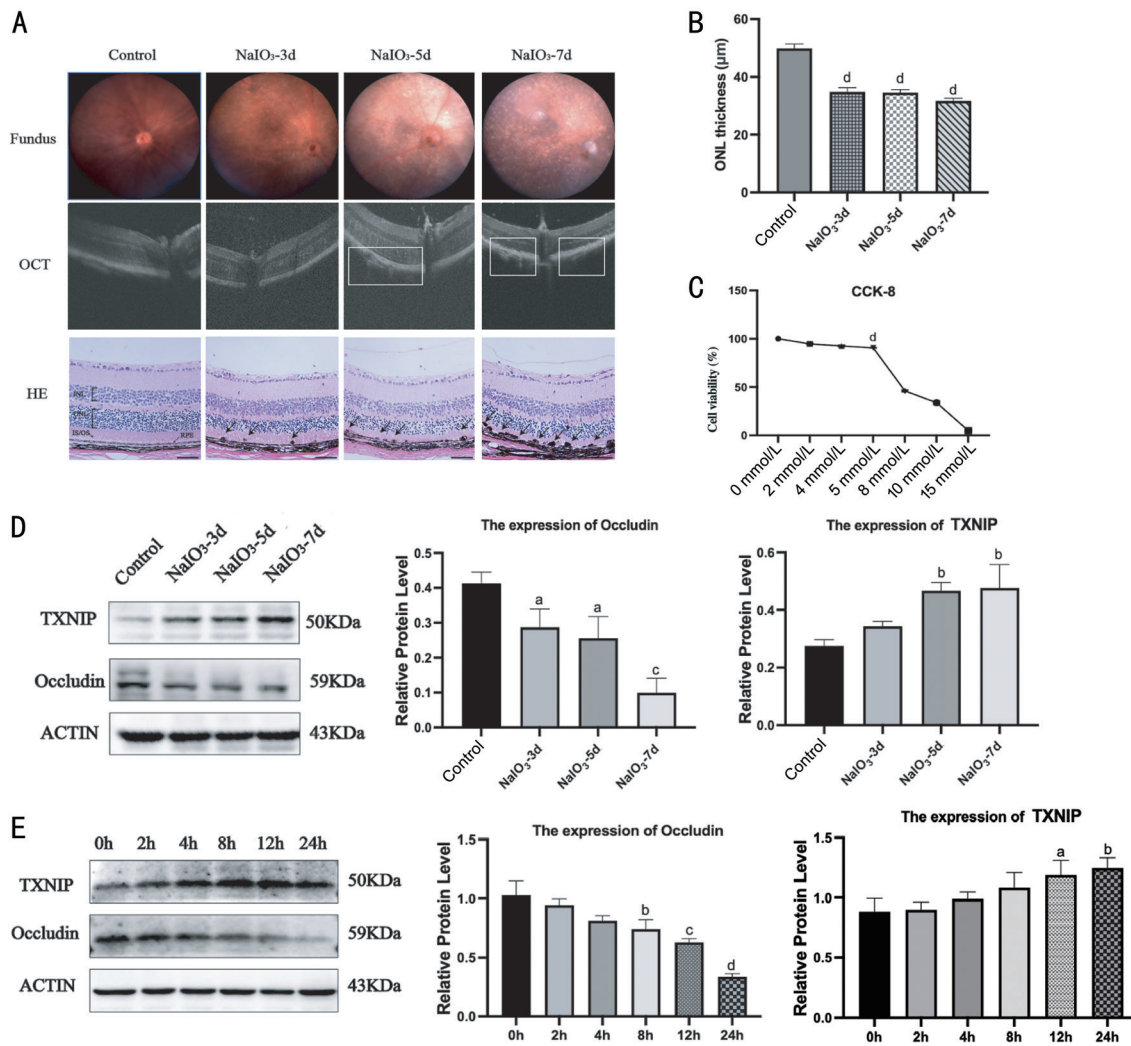 A
Control
NaIO₃-3d
NaIO₃-5d
NaIO₃-7d
Fundus
OCT
HE
INL
ONL
IS/OS
RPE
B
ONL thickness (μm)
60
40
20
0
d
d
d
Control
NaIO₃-3d
NaIO₃-5d
NaIO₃-7d
C
CCK-8
Cell viability (%)
150
100
50
0
d
0 mmol/L
2 mmol/L
4 mmol/L
5 mmol/L
8 mmol/L
10 mmol/L
15 mmol/L
D
Control
NaIO₃-3d
NaIO₃-5d
NaIO₃-7d
TXNIP
50KDa
Occludin
59KDa
ACTIN
43KDa
The expression of Occludin
Relative Protein Level
0.5
0.4
0.3
0.2
0.1
0.0
a
a
c
Control
NaIO₃-3d
NaIO₃-5d
NaIO₃-7d
The expression of TXNIP
Relative Protein Level
0.6
0.4
0.2
0.0
b
b
Control
NaIO₃-3d
NaIO₃-5d
NaIO₃-7d
E
0h 2h 4h 8h 12h 24h
TXNIP
50KDa
Occludin
59KDa
ACTIN
43KDa
The expression of Occludin
Relative Protein Level
1.5
1.0
0.5
0.0
b
c
d
0h 2h 4h 8h 12h 24h
The expression of TXNIP
Relative Protein Level
1.5
1.0
0.5
0.0
a
b
0h 2h 4h 8h 12h 24h